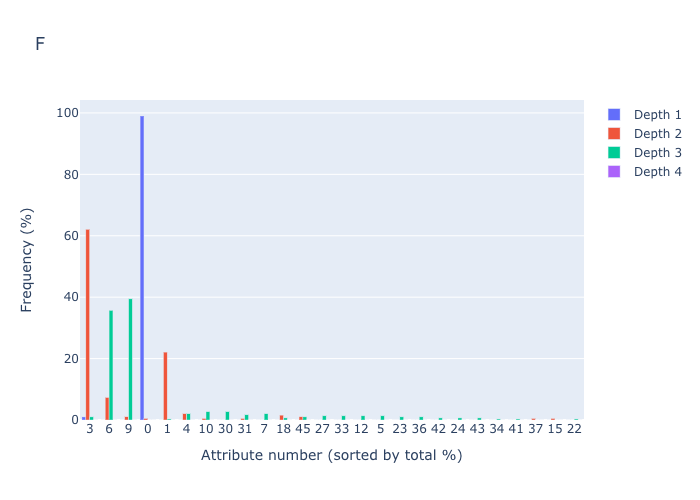 F
Depth 1
Depth 2
Depth 3
Depth 4
Frequency (%)
100
80
60
40
20
0
3 6 9 0 1 4 10 30 31 7 18 45 27 33 12 5 23 36 42 24 43 34 41 37 15 22
Attribute number (sorted by total %)